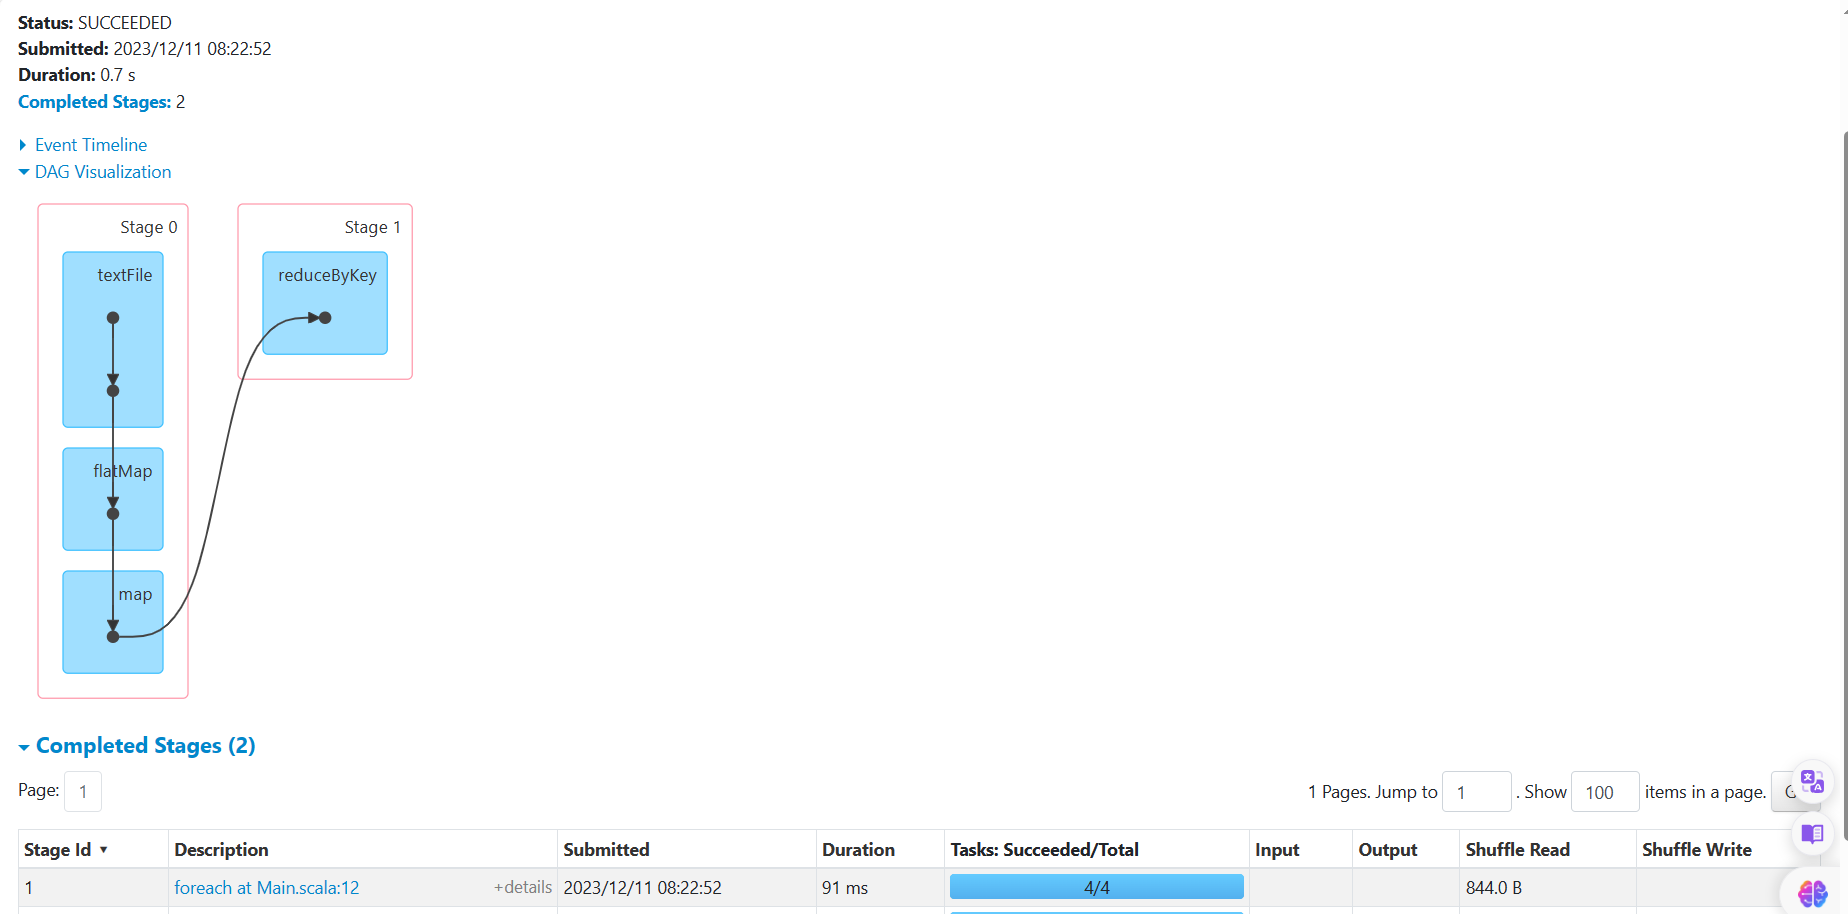 Status: SUCCEEDED
Submitted: 2023/12/11 08:22:52
Duration: 0.7 s
Completed Stages: 2
Event Timeline
DAG Visualization
Stage 0
Stage 1
textFile
reduceByKey
flatMap
map
Completed Stages (2)
Page: 1
1 Pages. Jump to 1 . Show 100 items in a page.
Stage Id Description Submitted Duration Tasks: Succeeded/Total Input Output Shuffle Read Shuffle Write
1 foreach at Main.scala:12 +details 2023/12/11 08:22:52 91 ms 4/4 844.0 B